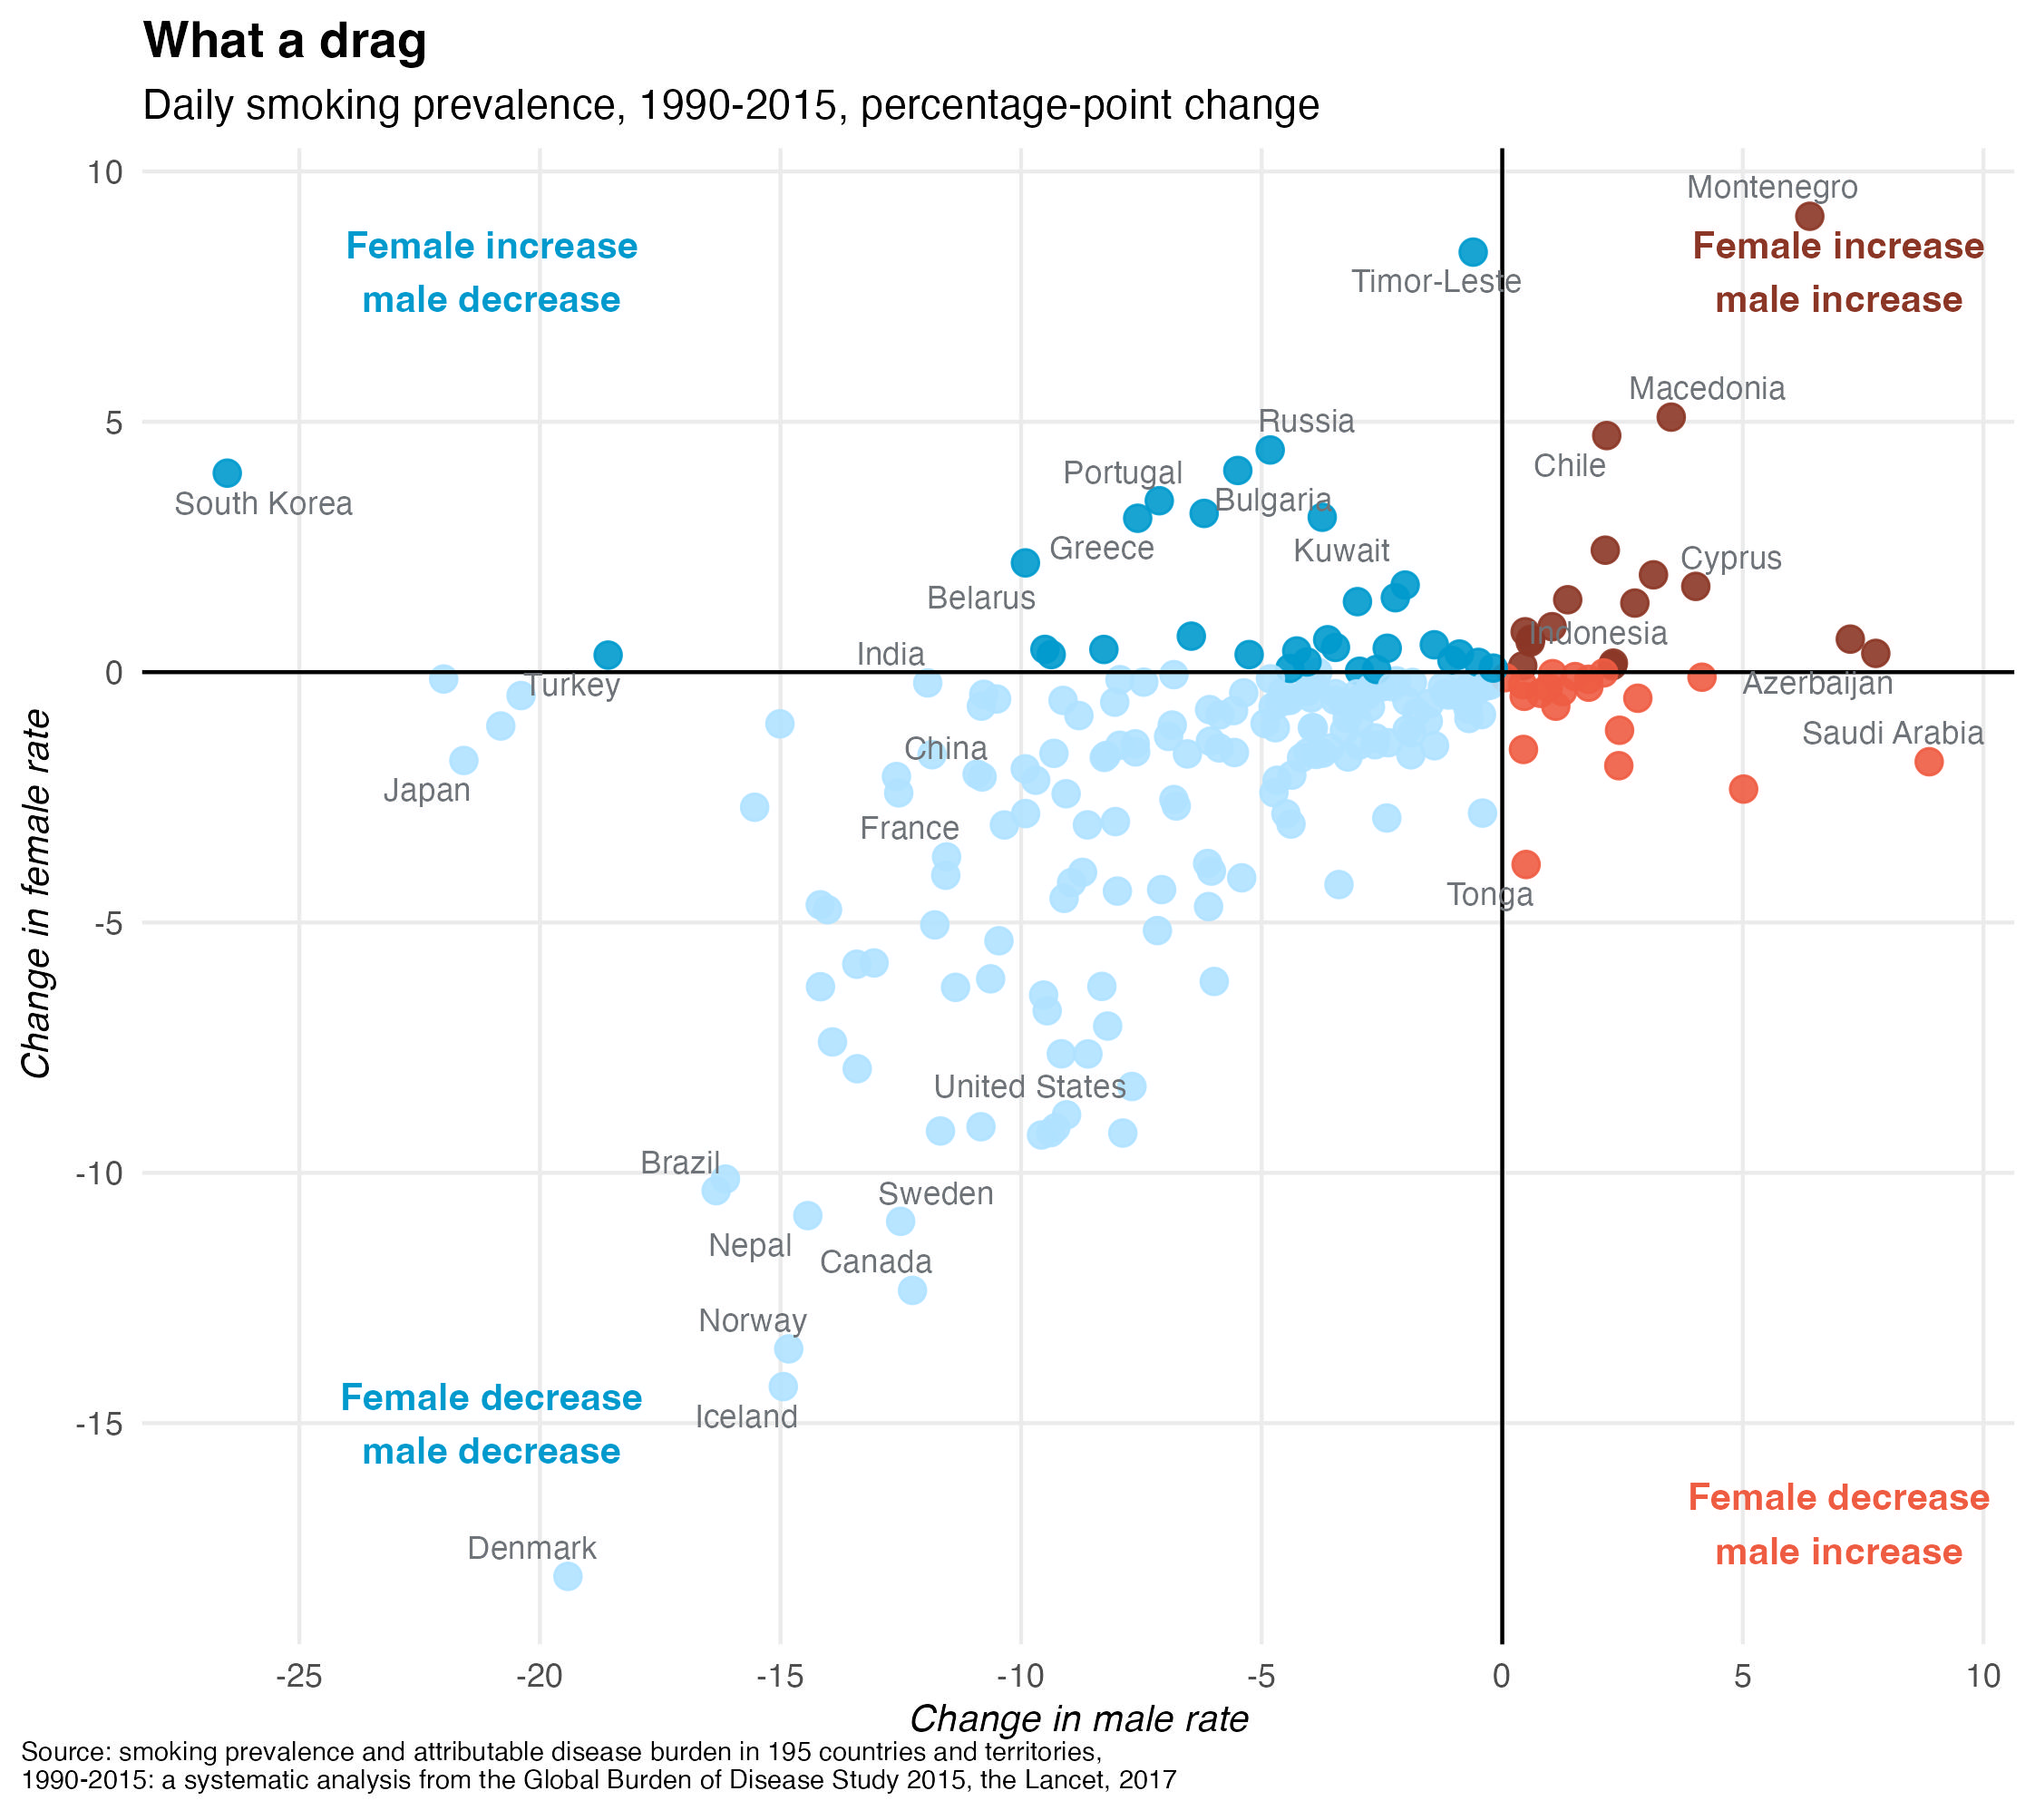 What a drag
Daily smoking prevalence, 1990-2015, percentage-point change
10
5
0
-5
-10
-15
Change in female rate
Female increase
male decrease
Female increase
male increase
Montenegro
Timor-Leste
Macedonia
Russia
Chile
Portugal
Bulgaria
South Korea
Greece
Kuwait
Cyprus
Belarus
Indonesia
India
Turkey
Azerbaijan
Saudi Arabia
China
Japan
France
Tonga
United States
Brazil
Sweden
Nepal
Canada
Norway
Iceland
Denmark
Female decrease
male decrease
Female decrease
male increase
-25
-20
-15
-10
-5
0
5
10
Change in male rate
Source: smoking prevalence and attributable disease burden in 195 countries and territories,
1990-2015: a systematic analysis from the Global Burden of Disease Study 2015, the Lancet, 2017